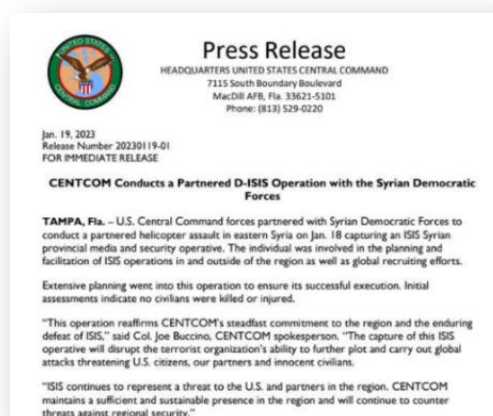 UNITED STATES
CENTRAL COMMAND
Press Release
HEADQUARTERS UNITED STATES CENTRAL COMMAND
7115 South Boundary Boulevard
MacDill AFB, Fla. 33621-5101
Phone: (813) 529-0220
Jan. 19, 2023
Release Number 20230119-01
FOR IMMEDIATE RELEASE
CENTCOM Conducts a Partnered D-ISIS Operation with the Syrian Democratic
Forces
TAMPA, Fla. – U.S. Central Command forces partnered with Syrian Democratic Forces to
conduct a partnered helicopter assault in eastern Syria on Jan. 18 capturing an ISIS Syrian
provincial media and security operative. The individual was involved in the planning and
facilitation of ISIS operations in and outside of the region as well as global recruiting efforts.
Extensive planning went into this operation to ensure its successful execution. Initial
assessments indicate no civilians were killed or injured.
"This operation reaffirms CENTCOM's steadfast commitment to the region and the enduring
defeat of ISIS," said Col. Joe Buccino, CENTCOM spokesperson. "The capture of this ISIS
operative will disrupt the terrorist organization's ability to further plot and carry out global
attacks threatening U.S. citizens, our partners and innocent civilians.
"ISIS continues to represent a threat to the U.S. and partners in the region. CENTCOM
maintains a sufficient and sustainable presence in the region and will continue to counter
threats against regional security."